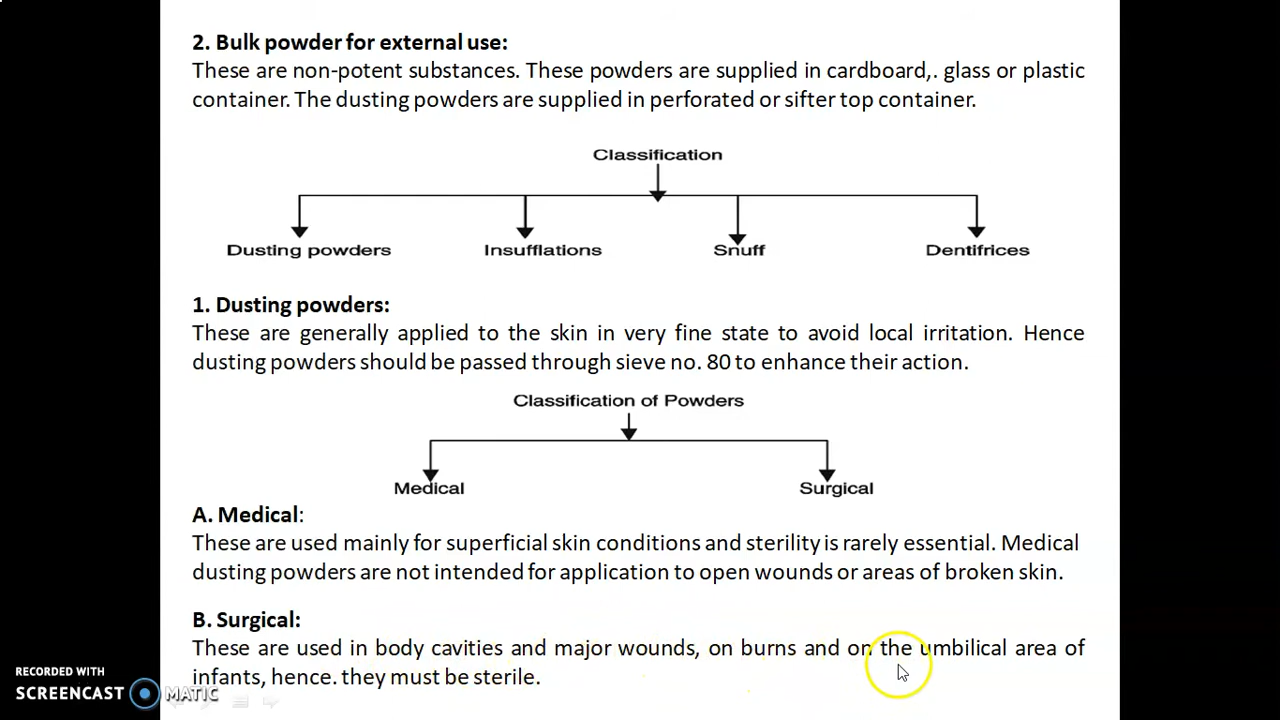 2. Bulk powder for external use:
These are non-potent substances. These powders are supplied in cardboard,. glass or plastic
container. The dusting powders are supplied in perforated or sifter top container.
Classification
Dusting powders Insufflations Snuff Dentifrices
1. Dusting powders:
These are generally applied to the skin in very fine state to avoid local irritation. Hence
dusting powders should be passed through sieve no. 80 to enhance their action.
Classification of Powders
Medical Surgical
A. Medical:
These are used mainly for superficial skin conditions and sterility is rarely essential. Medical
dusting powders are not intended for application to open wounds or areas of broken skin.
B. Surgical:
These are used in body cavities and major wounds, on burns and on the umbilical area of
infants, hence. they must be sterile.
RECORDED WITH
SCREENCAST MATIC